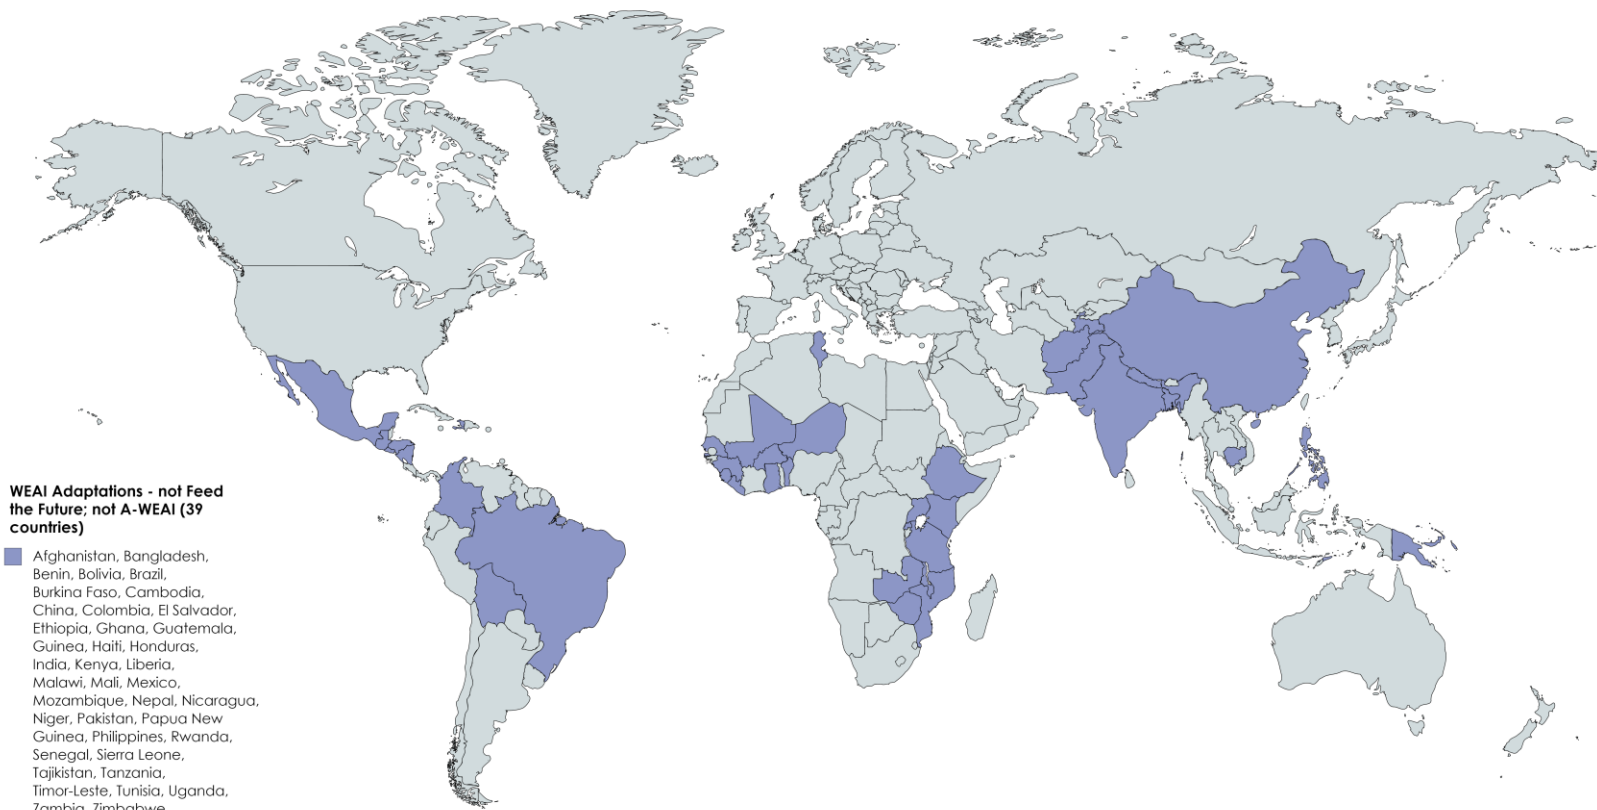 WEAI Adaptations - not Feed
the Future; not A-WEAI (39
countries)
Afghanistan, Bangladesh,
Benin, Bolivia, Brazil,
Burkina Faso, Cambodia,
China, Colombia, El Salvador,
Ethiopia, Ghana, Guatemala,
Guinea, Haiti, Honduras,
India, Kenya, Liberia,
Malawi, Mali, Mexico,
Mozambique, Nepal, Nicaragua,
Niger, Pakistan, Papua New
Guinea, Philippines, Rwanda,
Senegal, Sierra Leone,
Tajikistan, Tanzania,
Timor-Leste, Tunisia, Uganda,
Zambia, Zimbabwe